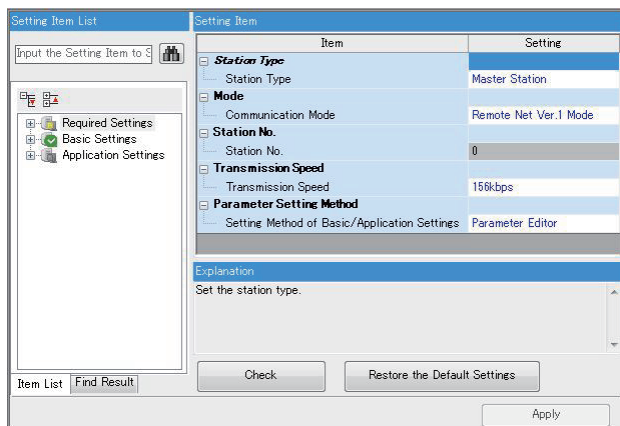 Setting Item List
Setting Item
Input the Setting Item to S
Item
Setting
Station Type
Station Type
Master Station
Mode
Communication Mode
Remote Net Ver.1 Mode
Station No.
Station No.
0
Transmission Speed
Transmission Speed
156kbps
Parameter Setting Method
Setting Method of Basic/Application Settings
Parameter Editor
Required Settings
Basic Settings
Application Settings
Explanation
Set the station type.
Item List
Find Result
Check
Restore the Default Settings
Apply